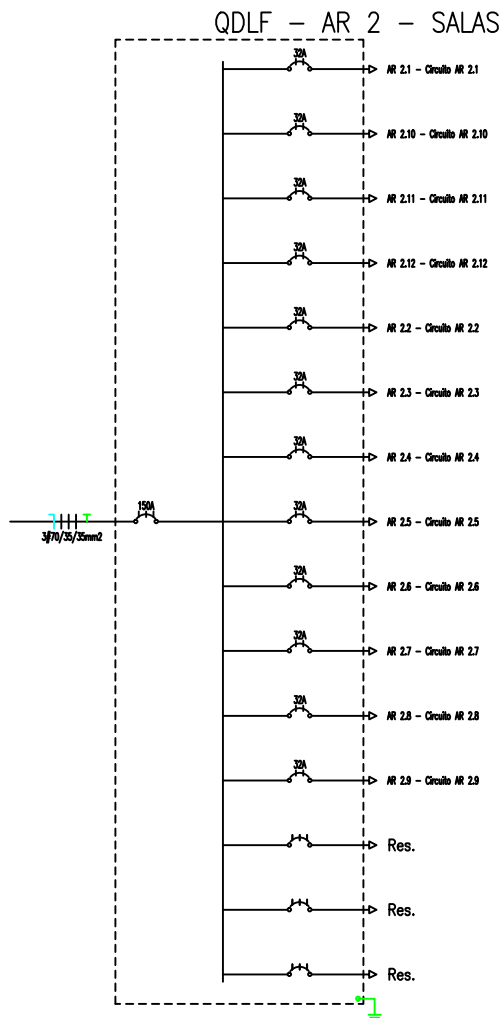 QDLF - AR 2 - SALAS
32A
AR 2.1 - Circuito AR 2.1
32A
AR 2.10 - Circuito AR 2.10
32A
AR 2.11 - Circuito AR 2.11
32A
AR 2.12 - Circuito AR 2.12
32A
AR 2.2 - Circuito AR 2.2
32A
AR 2.3 - Circuito AR 2.3
32A
AR 2.4 - Circuito AR 2.4
150A
32A
AR 2.5 - Circuito AR 2.5
3#70/35/35mm2
32A
AR 2.6 - Circuito AR 2.6
32A
AR 2.7 - Circuito AR 2.7
32A
AR 2.8 - Circuito AR 2.8
32A
AR 2.9 - Circuito AR 2.9
Res.
Res.
Res.